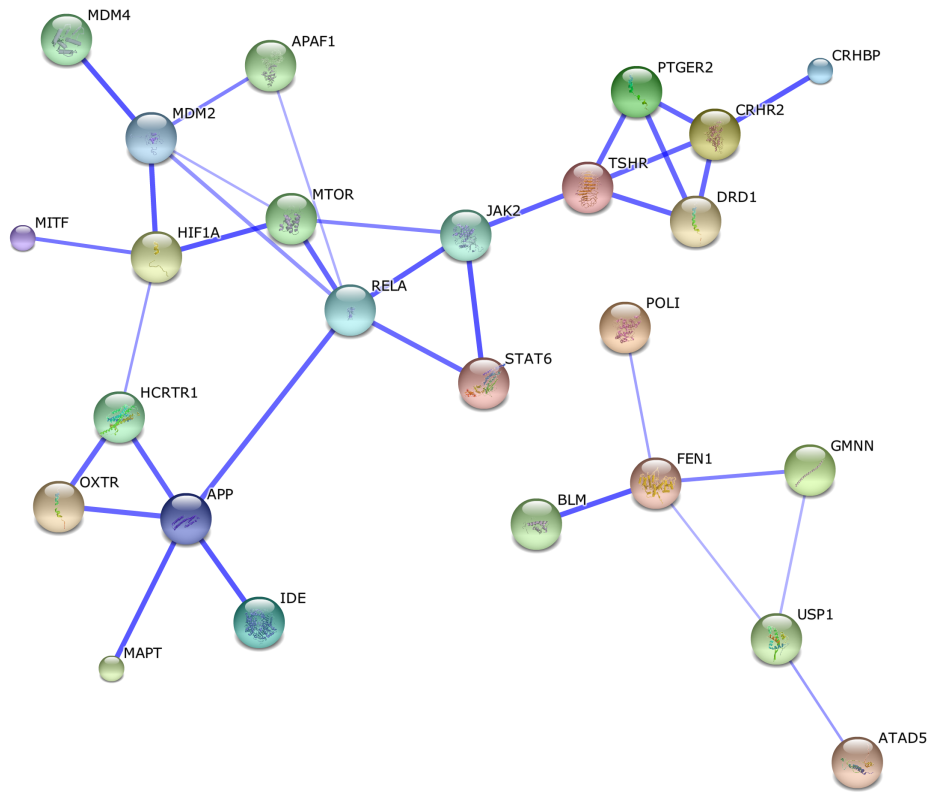 MDM4
APAF1
CRHBP
PTGER2
CRHR2
MDM2
TSHR
MTOR
DRD1
JAK2
MITF
HIF1A
RELA
POLI
STAT6
HCRTR1
GMNN
FEN1
OXTR
APP
BLM
IDE
USP1
MAPT
ATAD5